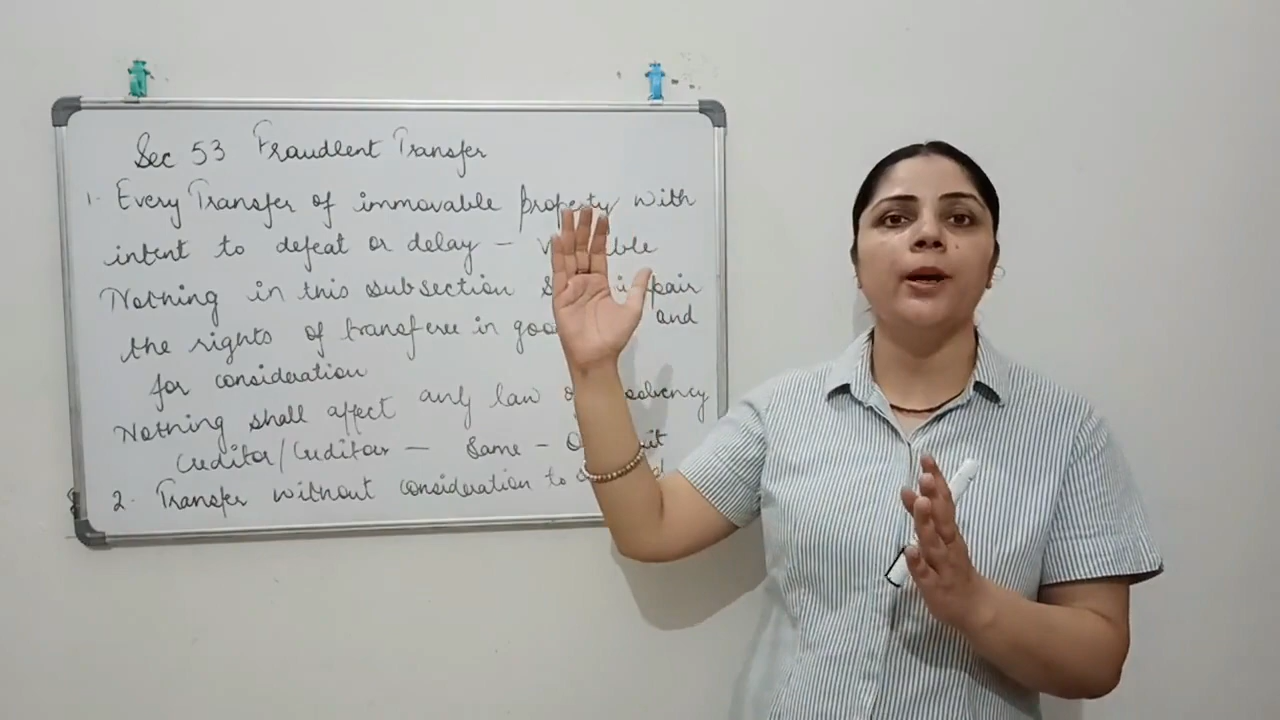 Sec 53 Fraudlent Transfer
1. Every Transfer of immovable property with
intent to defeat or delay –
Nothing in this subsection
the rights of transferee in and
for consideration
Nothing shall affect any law
Creditor/Creditors — Same –
2. Transfer without consideration to